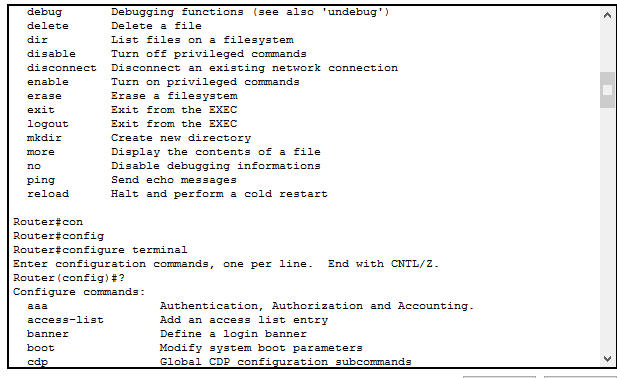 debug       Debugging functions (see also 'undebug')
delete      Delete a file
dir         List files on a filesystem
disable     Turn off privileged commands
disconnect  Disconnect an existing network connection
enable      Turn on privileged commands
erase       Erase a filesystem
exit        Exit from the EXEC
logout      Exit from the EXEC
mkdir       Create new directory
more        Display the contents of a file
no          Disable debugging informations
ping        Send echo messages
reload      Halt and perform a cold restart
Router#con
Router#config
Router#configure terminal
Enter configuration commands, one per line.  End with CNTL/Z.
Router(config)#?
Configure commands:
aaa                Authentication, Authorization and Accounting.
access-list        Add an access list entry
banner             Define a login banner
boot               Modify system boot parameters
cdp                Global CDP configuration subcommands